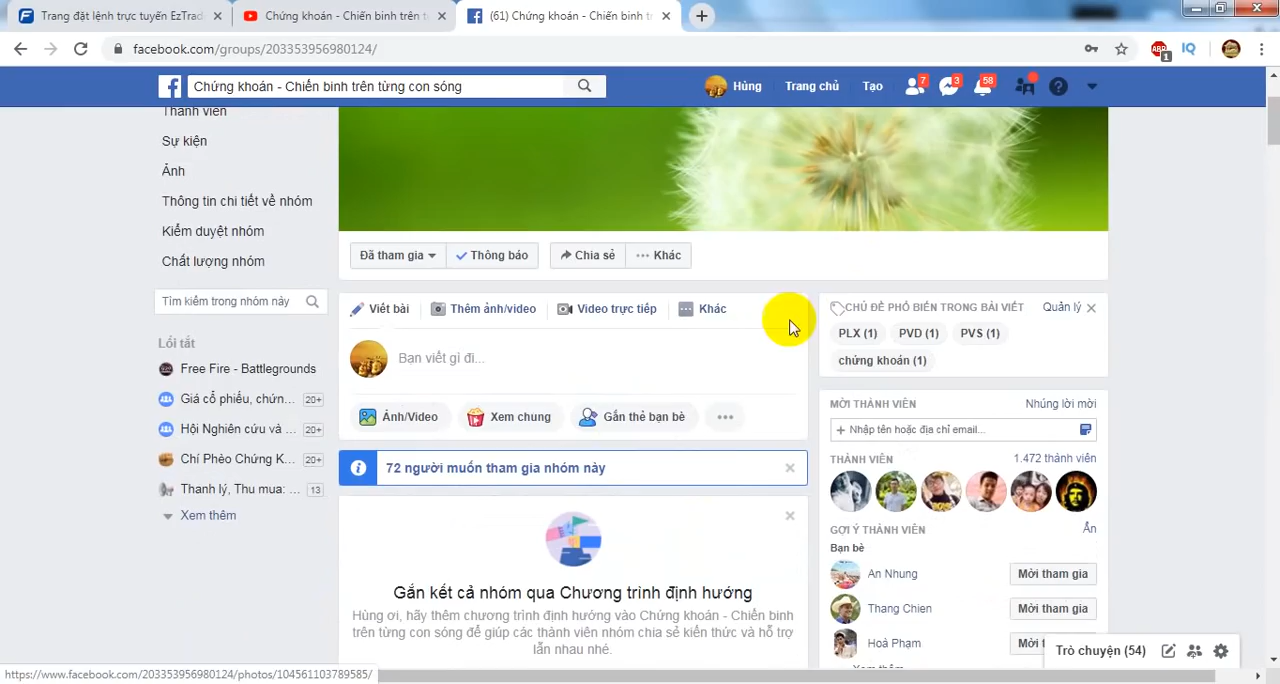 Trang đặt lệnh trực tuyến EzTrad
Chứng khoán - Chiến binh trên t
(61) Chứng khoán - Chiến binh t
facebook.com/groups/203353956980124/
ABP
1
IQ
Chứng khoán - Chiến binh trên từng con sóng
Hùng
Trang chủ
Tạo
7
3
58
Thành viên
Sự kiện
Ảnh
Thông tin chi tiết về nhóm
Kiểm duyệt nhóm
Chất lượng nhóm
Tìm kiếm trong nhóm này
Lối tắt
Free Fire - Battlegrounds
Giá cổ phiếu, chứn... 20+
Hội Nghiên cứu và ... 20+
Chí Phèo Chứng K... 20+
Thanh lý, Thu mua: ... 13
Xem thêm
Đã tham gia
Thông báo
Chia sẻ
Khác
Viết bài
Thêm ảnh/video
Video trực tiếp
Khác
Bạn viết gì đi...
Ảnh/Video
Xem chung
Gắn thẻ bạn bè
72 người muốn tham gia nhóm này
Gắn kết cả nhóm qua Chương trình định hướng
Hùng ơi, hãy thêm chương trình định hướng vào Chứng khoán - Chiến binh
trên từng con sóng để giúp các thành viên nhóm chia sẻ kiến thức và hỗ trợ
lẫn nhau nhé.
CHỦ ĐỀ PHỔ BIẾN TRONG BÀI VIẾT
Quản lý
PLX (1)
PVD (1)
PVS (1)
chứng khoán (1)
MỜI THÀNH VIÊN
Nhúng lời mời
+ Nhập tên hoặc địa chỉ email...
THÀNH VIÊN
1.472 thành viên
GỢI Ý THÀNH VIÊN
Ẩn
Bạn bè
An Nhung
Mời tham gia
Thang Chien
Mời tham gia
Hoà Phạm
Mời t
Xem thêm
Trò chuyện (54)
https://www.facebook.com/203353956980124/photos/104561103789585/